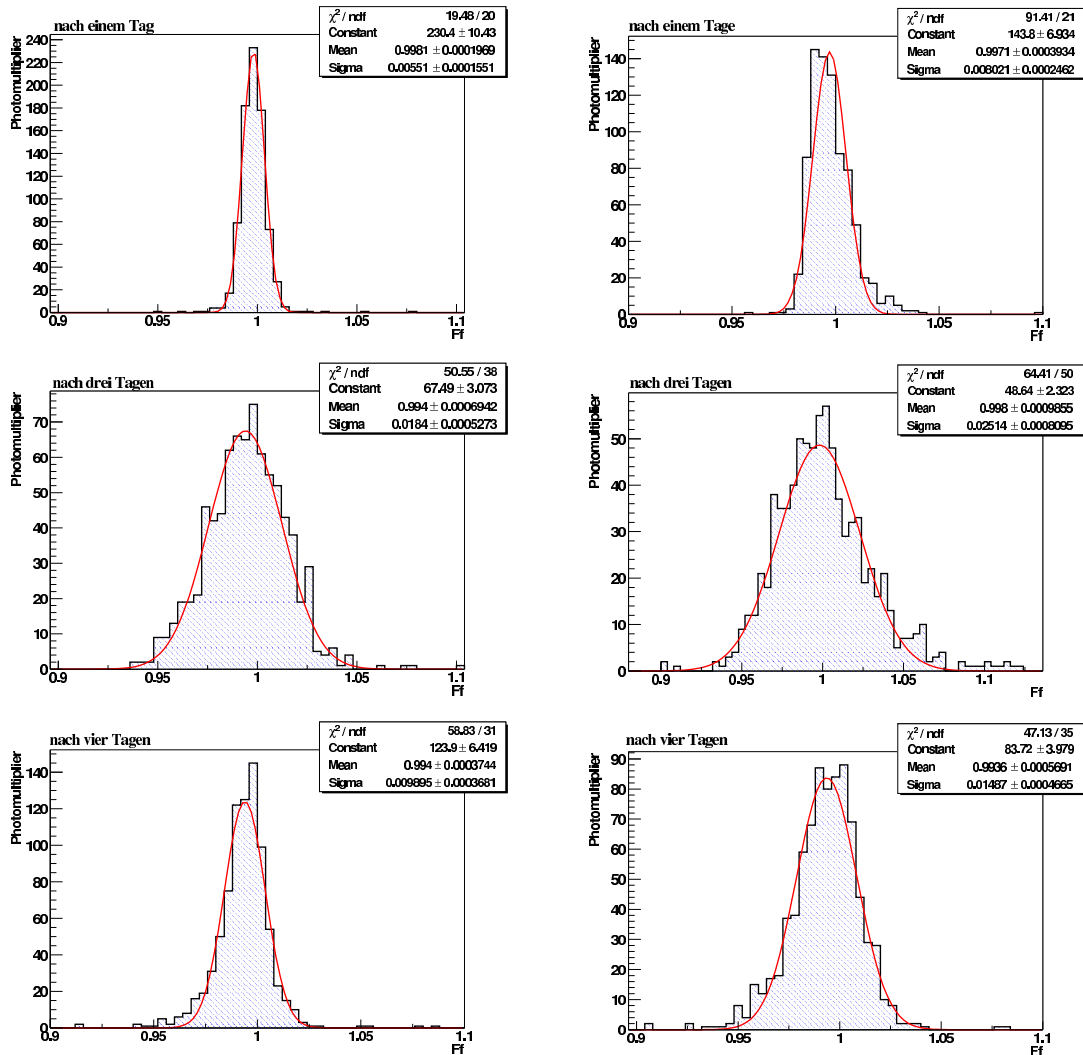 nach einem Tag
χ² / ndf 19.48 / 20
Constant 230.4 ± 10.43
Mean 0.9981 ± 0.0001969
Sigma 0.00551 ± 0.0001551
Photomultiplier
240
220
200
180
160
140
120
100
80
60
40
20
0
0.9 0.95 1 1.05 1.1
Ff
nach einem Tage
χ² / ndf 91.41 / 21
Constant 143.8 ± 6.934
Mean 0.9971 ± 0.0003934
Sigma 0.008021 ± 0.0002462
Photomultiplier
140
120
100
80
60
40
20
0
0.9 0.95 1 1.05 1.1
Ff
nach drei Tagen
χ² / ndf 50.55 / 38
Constant 67.49 ± 3.073
Mean 0.994 ± 0.0006942
Sigma 0.0184 ± 0.0005273
Photomultiplier
70
60
50
40
30
20
10
0
0.9 0.95 1 1.05 1.1
Ff
nach drei Tagen
χ² / ndf 64.41 / 50
Constant 48.64 ± 2.323
Mean 0.998 ± 0.0009855
Sigma 0.02514 ± 0.0008095
Photomultiplier
50
40
30
20
10
0
0.9 0.95 1 1.05 1.1
Ff
nach vier Tagen
χ² / ndf 58.83 / 31
Constant 123.9 ± 6.419
Mean 0.994 ± 0.0003744
Sigma 0.009895 ± 0.0003681
Photomultiplier
140
120
100
80
60
40
20
0
0.9 0.95 1 1.05 1.1
Ff
nach vier Tagen
χ² / ndf 47.13 / 35
Constant 83.72 ± 3.979
Mean 0.9936 ± 0.0005691
Sigma 0.01487 ± 0.0004665
Photomultiplier
90
80
70
60
50
40
30
20
10
0
0.9 0.95 1 1.05 1.1
Ff